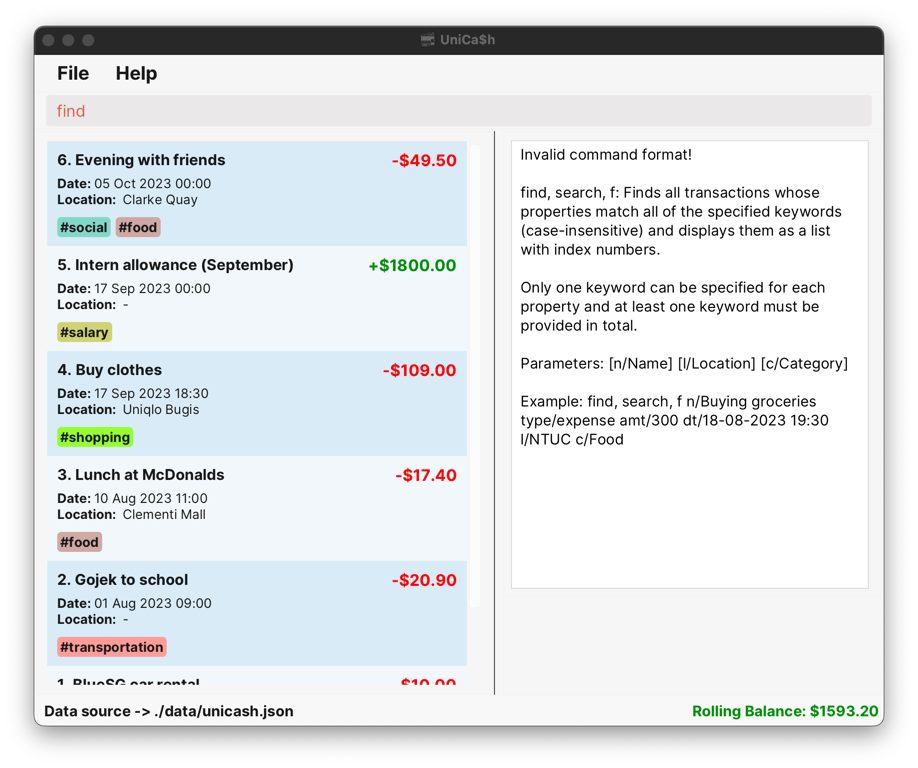 UniCa$h
File Help
find
6. Evening with friends -$49.50
Date: 05 Oct 2023 00:00
Location: Clarke Quay
#social #food
5. Intern allowance (September) +$1800.00
Date: 17 Sep 2023 00:00
Location: -
#salary
4. Buy clothes -$109.00
Date: 17 Sep 2023 18:30
Location: Uniqlo Bugis
#shopping
3. Lunch at McDonalds -$17.40
Date: 10 Aug 2023 11:00
Location: Clementi Mall
#food
2. Gojek to school -$20.90
Date: 01 Aug 2023 09:00
Location: -
#transportation
1. BlueSG car rental $10.00
Invalid command format!
find, search, f: Finds all transactions whose
properties match all of the specified keywords
(case-insensitive) and displays them as a list
with index numbers.
Only one keyword can be specified for each
property and at least one keyword must be
provided in total.
Parameters: [n/Name] [l/Location] [c/Category]
Example: find, search, f n/Buying groceries
type/expense amt/300 dt/18-08-2023 19:30
l/NTUC c/Food
Data source -> ./data/unicash.json
Rolling Balance: $1593.20